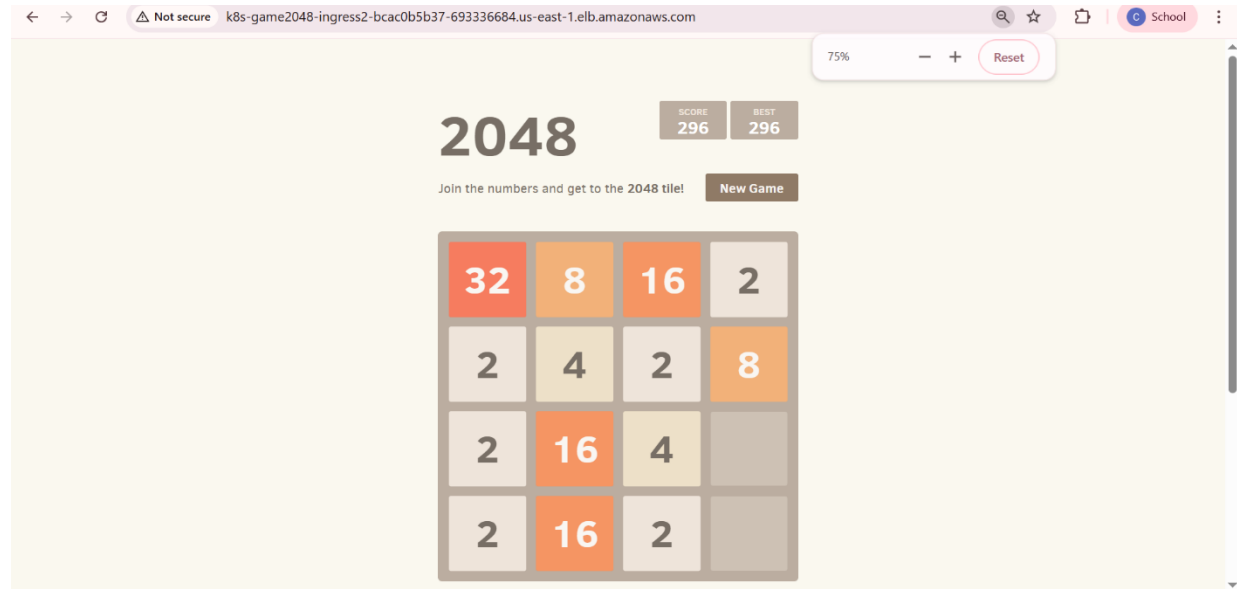 Not secure k8s-game2048-ingress2-bcac0b5b37-693336684.us-east-1.elb.amazonaws.com C School
75% − + Reset
2048
SCORE BEST
296 296
Join the numbers and get to the 2048 tile! New Game
32 8 16 2
2 4 2 8
2 16 4
2 16 2